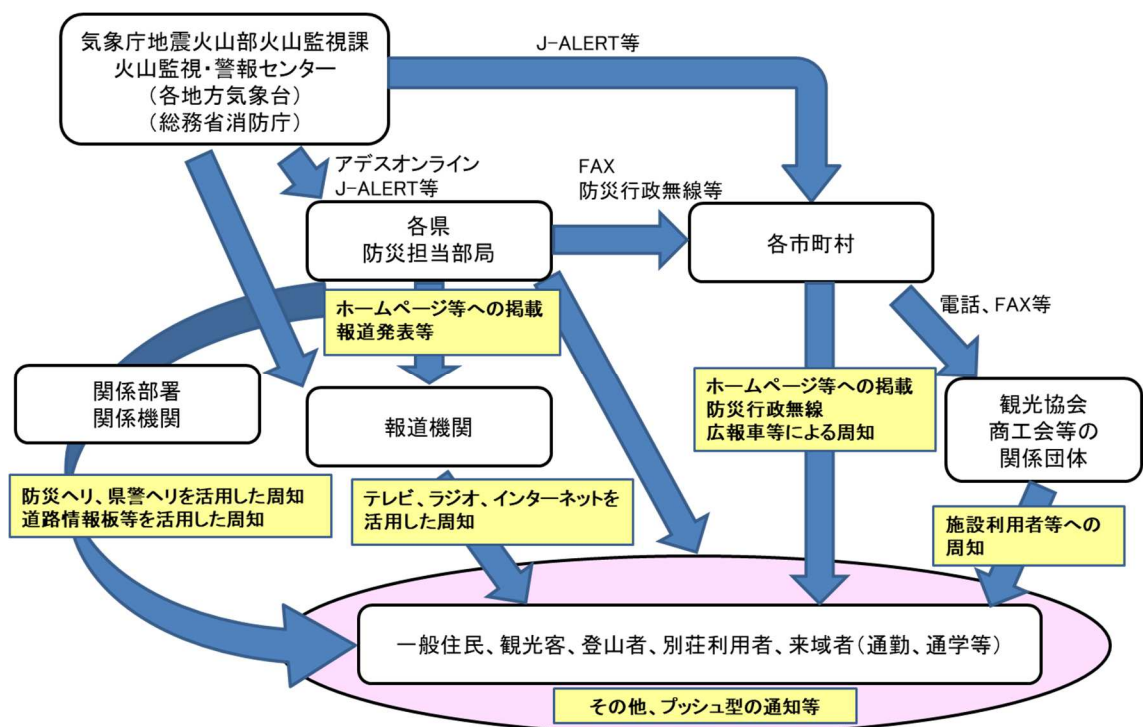 気象庁地震火山部火山監視課
火山監視・警報センター
（各地方気象台）
（総務省消防庁）
J-ALERT等
アデスオンライン
J-ALERT等
FAX
防災行政無線等
各県
防災担当部局
各市町村
ホームページ等への掲載
報道発表等
電話、FAX等
関係部署
関係機関
報道機関
ホームページ等への掲載
防災行政無線
広報車等による周知
観光協会
商工会等の
関係団体
防災ヘリ、県警ヘリを活用した周知
道路情報板等を活用した周知
テレビ、ラジオ、インターネットを
活用した周知
施設利用者等への
周知
一般住民、観光客、登山者、別荘利用者、来域者（通勤、通学等）
その他、プッシュ型の通知等